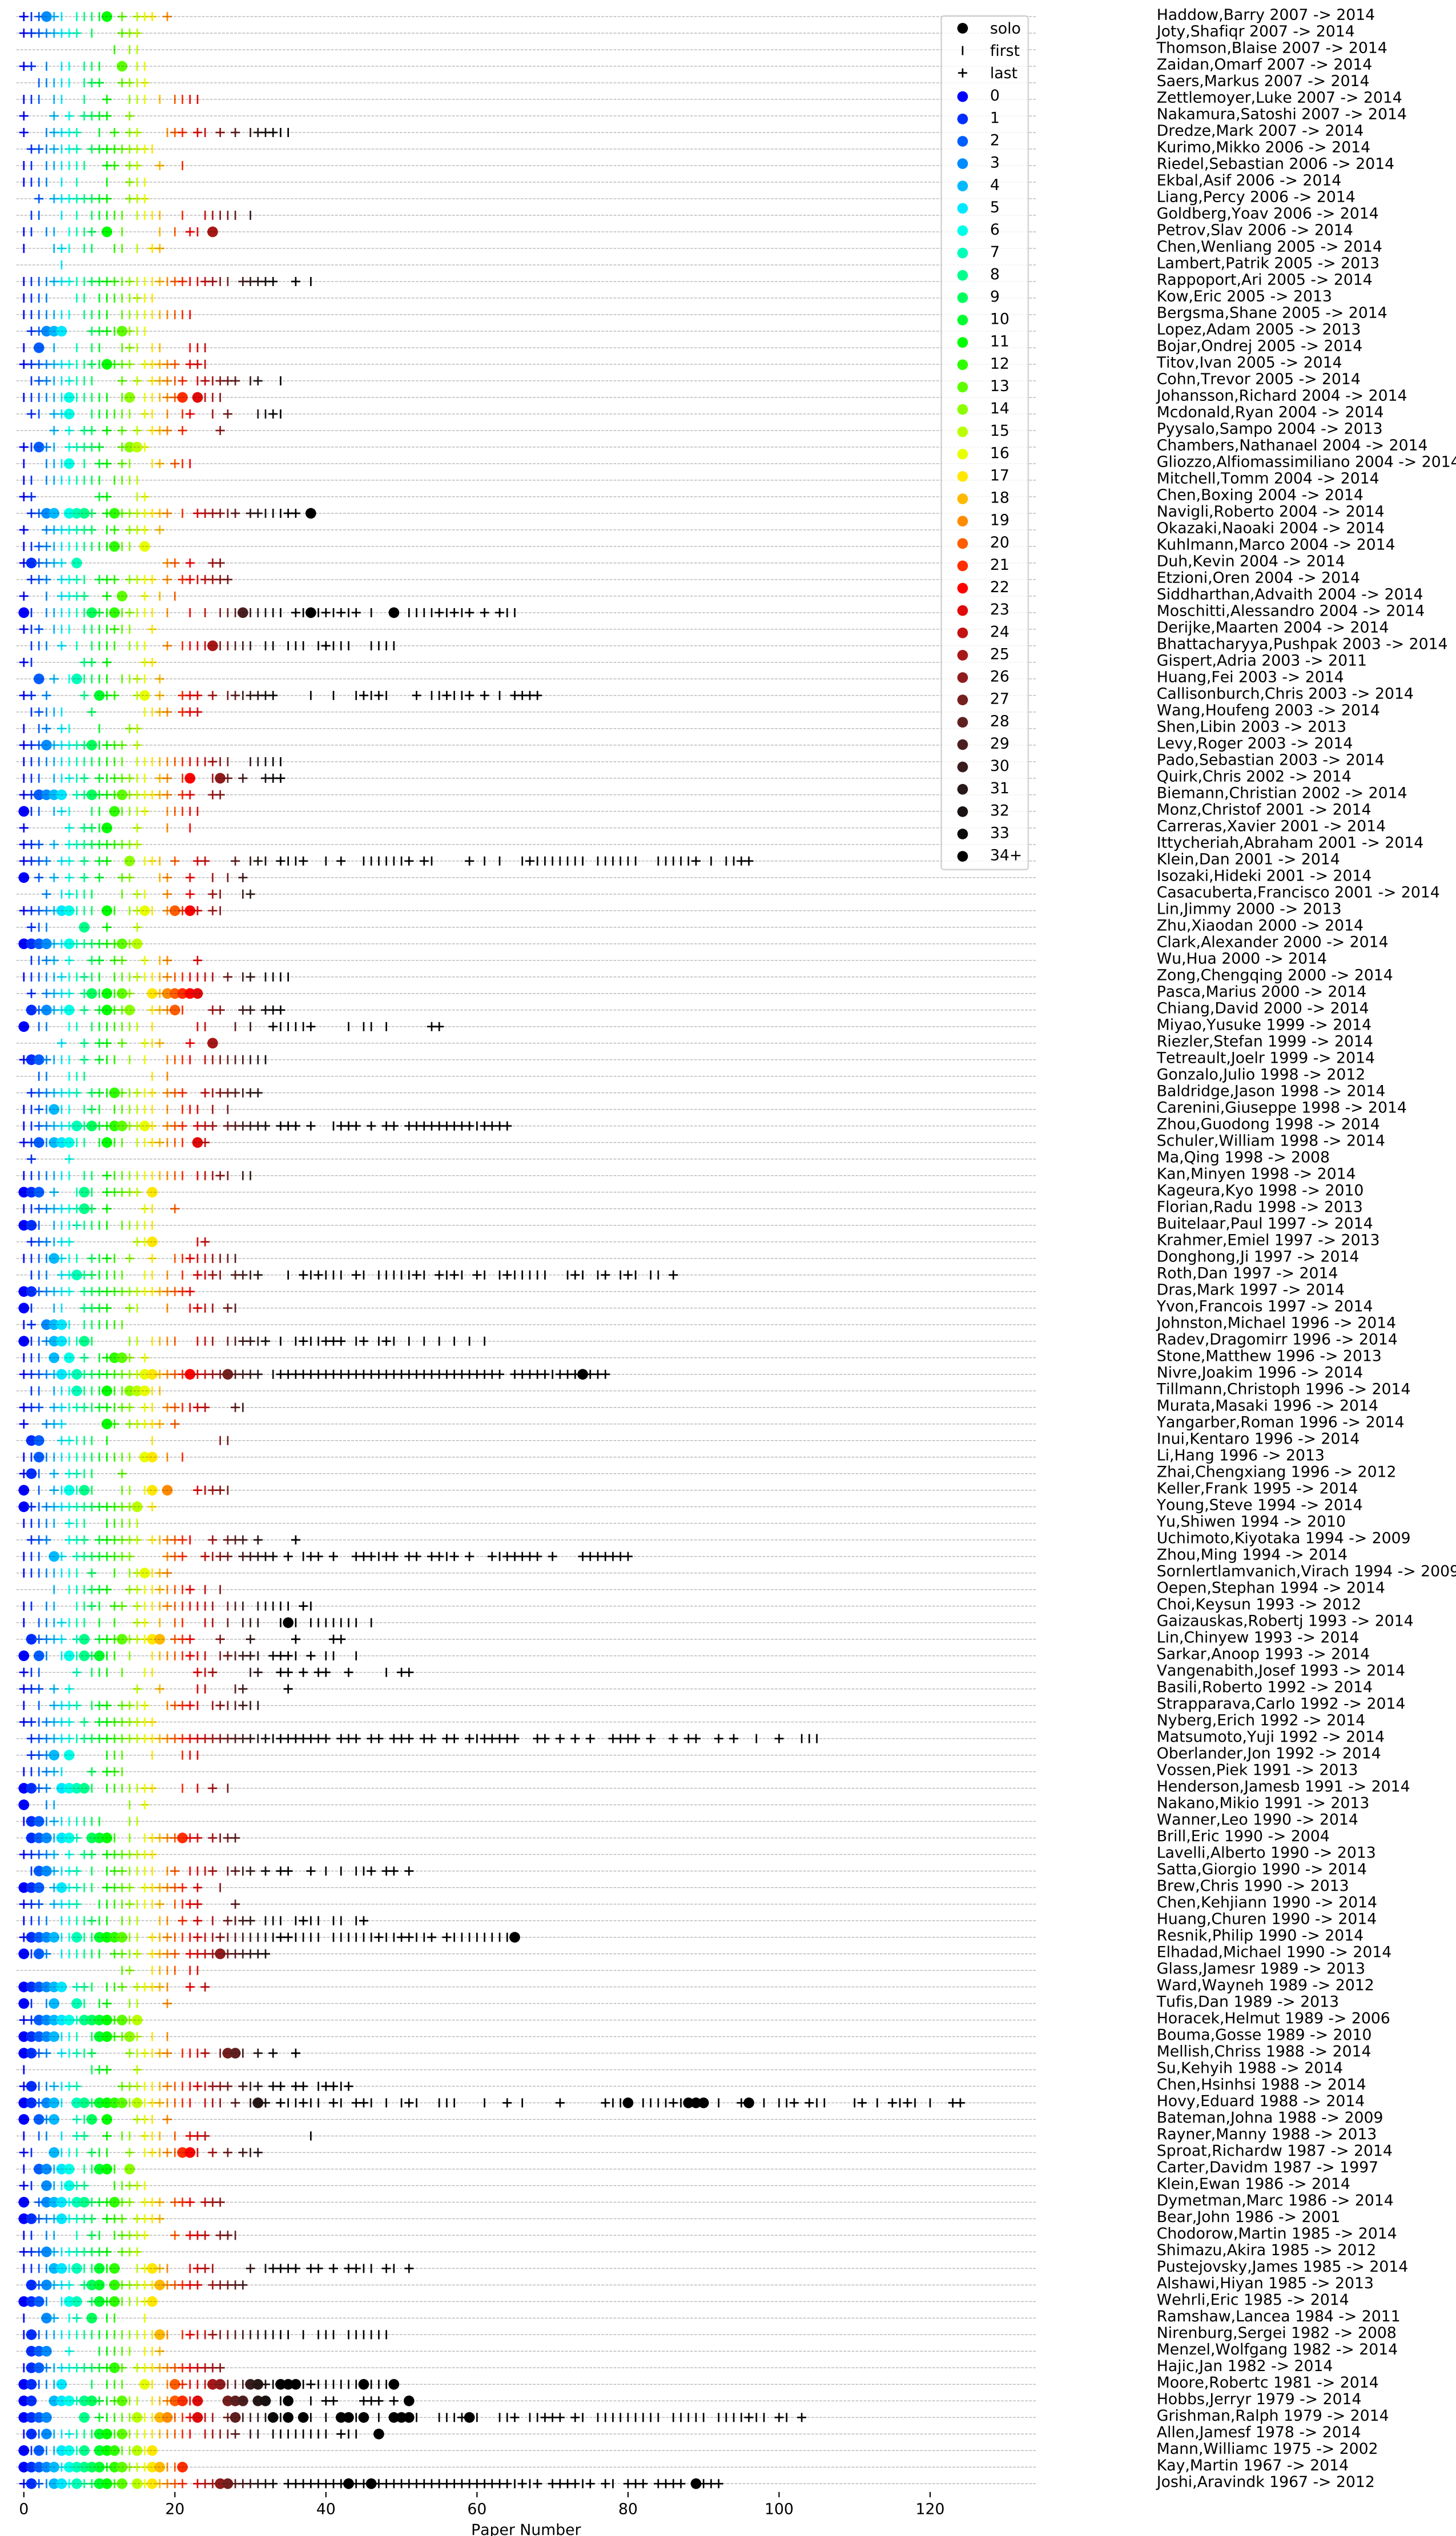 Haddow,Barry 2007 -> 2014
Joty,Shafiqr 2007 -> 2014
Thomson,Blaise 2007 -> 2014
Zaidan,Omarf 2007 -> 2014
Saers,Markus 2007 -> 2014
Zettlemoyer,Luke 2007 -> 2014
Nakamura,Satoshi 2007 -> 2014
Dredze,Mark 2007 -> 2014
Kurimo,Mikko 2006 -> 2014
Riedel,Sebastian 2006 -> 2014
Ekbal,Asif 2006 -> 2014
Liang,Percy 2006 -> 2014
Goldberg,Yoav 2006 -> 2014
Petrov,Slav 2006 -> 2014
Chen,Wenliang 2005 -> 2014
Lambert,Patrik 2005 -> 2013
Rappoport,Ari 2005 -> 2014
Kow,Eric 2005 -> 2013
Bergsma,Shane 2005 -> 2014
Lopez,Adam 2005 -> 2013
Bojar,Ondrej 2005 -> 2014
Titov,Ivan 2005 -> 2014
Cohn,Trevor 2005 -> 2014
Johansson,Richard 2004 -> 2014
Mcdonald,Ryan 2004 -> 2014
Pyysalo,Sampo 2004 -> 2013
Chambers,Nathanael 2004 -> 2014
Gliozzo,Alfiomassimiliano 2004 -> 2014
Mitchell,Tomm 2004 -> 2014
Chen,Boxing 2004 -> 2014
Navigli,Roberto 2004 -> 2014
Okazaki,Naoaki 2004 -> 2014
Kuhlmann,Marco 2004 -> 2014
Duh,Kevin 2004 -> 2014
Etzioni,Oren 2004 -> 2014
Siddharthan,Advaith 2004 -> 2014
Moschitti,Alessandro 2004 -> 2014
Derijke,Maarten 2004 -> 2014
Bhattacharyya,Pushpak 2003 -> 2014
Gispert,Adria 2003 -> 2011
Huang,Fei 2003 -> 2014
Callisonburch,Chris 2003 -> 2014
Wang,Houfeng 2003 -> 2014
Shen,Libin 2003 -> 2013
Levy,Roger 2003 -> 2014
Pado,Sebastian 2003 -> 2014
Quirk,Chris 2002 -> 2014
Biemann,Christian 2002 -> 2014
Monz,Christof 2001 -> 2014
Carreras,Xavier 2001 -> 2014
Ittycheriah,Abraham 2001 -> 2014
Klein,Dan 2001 -> 2014
Isozaki,Hideki 2001 -> 2014
Casacuberta,Francisco 2001 -> 2014
Lin,Jimmy 2000 -> 2013
Zhu,Xiaodan 2000 -> 2014
Clark,Alexander 2000 -> 2014
Wu,Hua 2000 -> 2014
Zong,Chengqing 2000 -> 2014
Pasca,Marius 2000 -> 2014
Chiang,David 2000 -> 2014
Miyao,Yusuke 1999 -> 2014
Riezler,Stefan 1999 -> 2014
Tetreault,Joelr 1999 -> 2014
Gonzalo,Julio 1998 -> 2012
Baldridge,Jason 1998 -> 2014
Carenini,Giuseppe 1998 -> 2014
Zhou,Guodong 1998 -> 2014
Schuler,William 1998 -> 2014
Ma,Qing 1998 -> 2008
Kan,Minyen 1998 -> 2014
Kageura,Kyo 1998 -> 2010
Florian,Radu 1998 -> 2013
Buitelaar,Paul 1997 -> 2014
Krahmer,Emiel 1997 -> 2013
Donghong,Ji 1997 -> 2014
Roth,Dan 1997 -> 2014
Dras,Mark 1997 -> 2014
Yvon,Francois 1997 -> 2014
Johnston,Michael 1996 -> 2014
Radev,Dragomirr 1996 -> 2014
Stone,Matthew 1996 -> 2013
Nivre,Joakim 1996 -> 2014
Tillmann,Christoph 1996 -> 2014
Murata,Masaki 1996 -> 2014
Yangarber,Roman 1996 -> 2014
Inui,Kentaro 1996 -> 2014
Li,Hang 1996 -> 2013
Zhai,Chengxiang 1996 -> 2012
Keller,Frank 1995 -> 2014
Young,Steve 1994 -> 2014
Yu,Shiwen 1994 -> 2010
Uchimoto,Kiyotaka 1994 -> 2009
Zhou,Ming 1994 -> 2014
Sornlertlamvanich,Virach 1994 -> 2009
Oepen,Stephan 1994 -> 2014
Choi,Keysun 1993 -> 2012
Gaizauskas,Robertj 1993 -> 2014
Lin,Chinyew 1993 -> 2014
Sarkar,Anoop 1993 -> 2014
Vangenabith,Josef 1993 -> 2014
Basili,Roberto 1992 -> 2014
Strapparava,Carlo 1992 -> 2014
Nyberg,Erich 1992 -> 2014
Matsumoto,Yuji 1992 -> 2014
Oberlander,Jon 1992 -> 2014
Vossen,Piek 1991 -> 2013
Henderson,Jamesb 1991 -> 2014
Nakano,Mikio 1991 -> 2013
Wanner,Leo 1990 -> 2014
Brill,Eric 1990 -> 2004
Lavelli,Alberto 1990 -> 2013
Satta,Giorgio 1990 -> 2014
Brew,Chris 1990 -> 2013
Chen,Kehjiann 1990 -> 2014
Huang,Churen 1990 -> 2014
Resnik,Philip 1990 -> 2014
Elhadad,Michael 1990 -> 2014
Glass,Jamesr 1989 -> 2013
Ward,Wayneh 1989 -> 2012
Tufis,Dan 1989 -> 2013
Horacek,Helmut 1989 -> 2006
Bouma,Gosse 1989 -> 2010
Mellish,Chriss 1988 -> 2014
Su,Kehyih 1988 -> 2014
Chen,Hsinhsi 1988 -> 2014
Hovy,Eduard 1988 -> 2014
Bateman,Johna 1988 -> 2009
Rayner,Manny 1988 -> 2013
Sproat,Richardw 1987 -> 2014
Carter,Davidm 1987 -> 1997
Klein,Ewan 1986 -> 2014
Dymetman,Marc 1986 -> 2014
Bear,John 1986 -> 2001
Chodorow,Martin 1985 -> 2014
Shimazu,Akira 1985 -> 2012
Pustejovsky,James 1985 -> 2014
Alshawi,Hiyan 1985 -> 2013
Wehrli,Eric 1985 -> 2014
Ramshaw,Lancea 1984 -> 2011
Nirenburg,Sergei 1982 -> 2008
Menzel,Wolfgang 1982 -> 2014
Hajic,Jan 1982 -> 2014
Moore,Robertc 1981 -> 2014
Hobbs,Jerryr 1979 -> 2014
Grishman,Ralph 1979 -> 2014
Allen,Jamesf 1978 -> 2014
Mann,Williamc 1975 -> 2002
Kay,Martin 1967 -> 2014
Joshi,Aravindk 1967 -> 2012
solo
first
last
0
1
2
3
4
5
6
7
8
9
10
11
12
13
14
15
16
17
18
19
20
21
22
23
24
25
26
27
28
29
30
31
32
33
34+
0 20 40 60 80 100 120
Paper Number